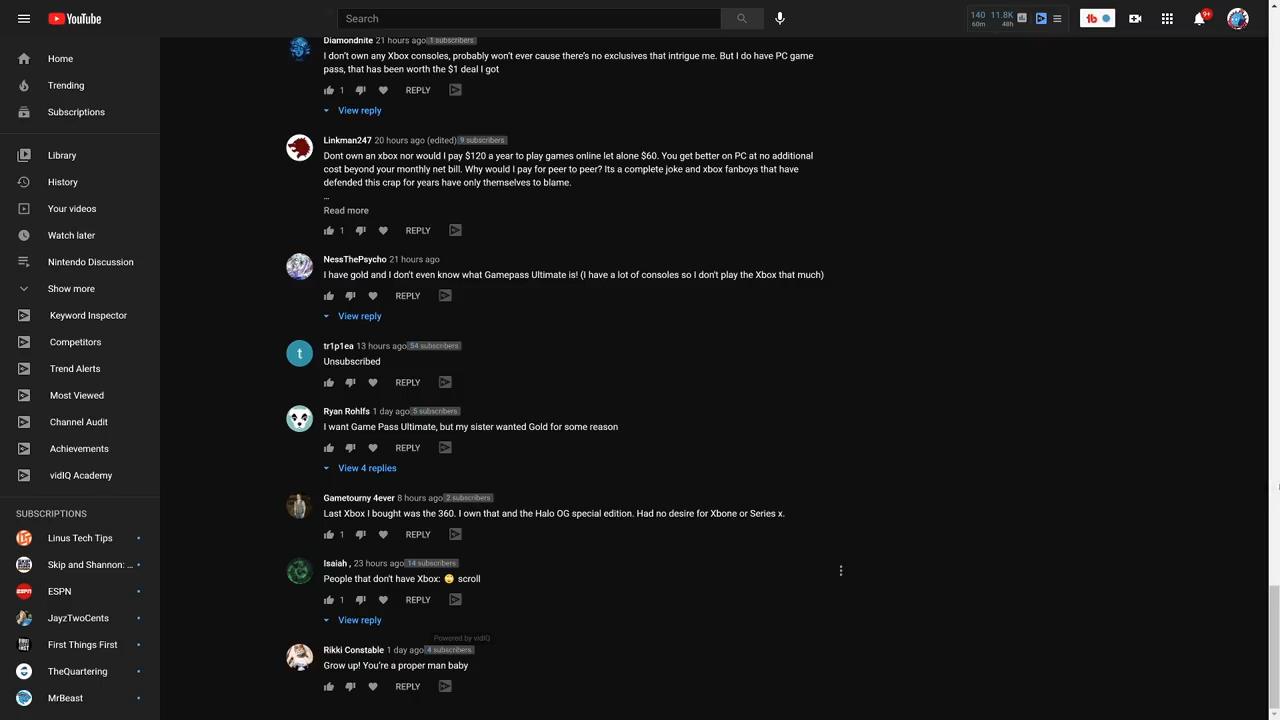 YouTube
Search
140 11.8K
60m 48h
tb
9+
Home
Trending
Subscriptions
Library
History
Your videos
Watch later
Nintendo Discussion
Show more
Keyword Inspector
Competitors
Trend Alerts
Most Viewed
Channel Audit
Achievements
vidIQ Academy
SUBSCRIPTIONS
Linus Tech Tips
Skip and Shannon: ...
ESPN
JayzTwoCents
First Things First
TheQuartering
MrBeast
Diamondnite 21 hours ago 1 subscribers
I don't own any Xbox consoles, probably won't ever cause there's no exclusives that intrigue me. But I do have PC game
pass, that has been worth the $1 deal I got
1 REPLY
View reply
Linkman247 20 hours ago (edited) 9 subscribers
Dont own an xbox nor would I pay $120 a year to play games online let alone $60. You get better on PC at no additional
cost beyond your monthly net bill. Why would I pay for peer to peer? Its a complete joke and xbox fanboys that have
defended this crap for years have only themselves to blame.
...
Read more
1 REPLY
NessThePsycho 21 hours ago
I have gold and I don't even know what Gamepass Ultimate is! (I have a lot of consoles so I don't play the Xbox that much)
REPLY
View reply
t
tr1p1ea 13 hours ago 54 subscribers
Unsubscribed
REPLY
Ryan Rohlfs 1 day ago 5 subscribers
I want Game Pass Ultimate, but my sister wanted Gold for some reason
REPLY
View 4 replies
Gametourny 4ever 8 hours ago 2 subscribers
Last Xbox I bought was the 360. I own that and the Halo OG special edition. Had no desire for Xbone or Series x.
1 REPLY
Isaiah , 23 hours ago 14 subscribers
People that don't have Xbox: 🙄 scroll
1 REPLY
View reply
Powered by vidIQ
Rikki Constable 1 day ago 4 subscribers
Grow up! You're a proper man baby
REPLY